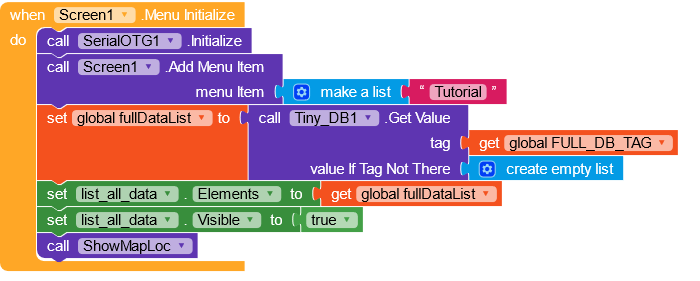 when Screen1 .Menu Initialize
do call SerialOTG1 .Initialize
call Screen1 .Add Menu Item
menu Item make a list “ Tutorial ”
set global fullDataList to call Tiny_DB1 .Get Value
tag get global FULL_DB_TAG
value If Tag Not There create empty list
set list_all_data . Elements to get global fullDataList
set list_all_data . Visible to true
call ShowMapLoc